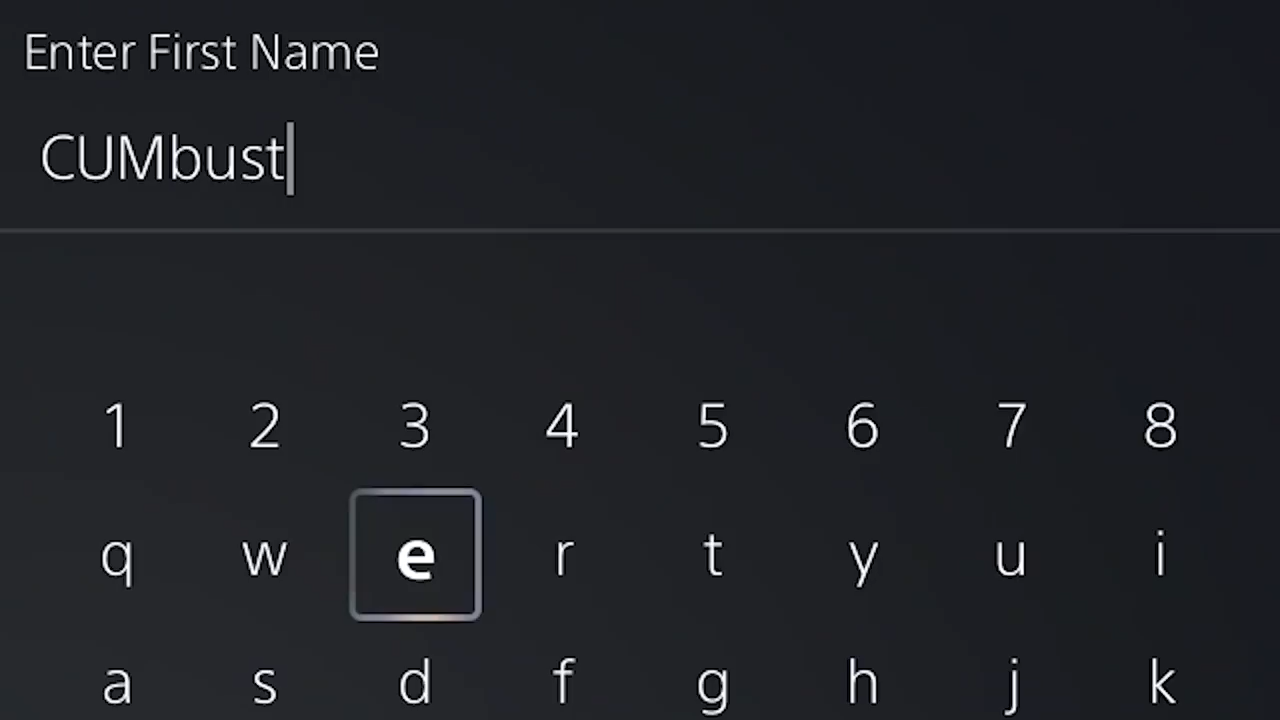 Enter First Name
CUMbust
1 2 3 4 5 6 7 8
q w e r t y u i
a s d f g h j k